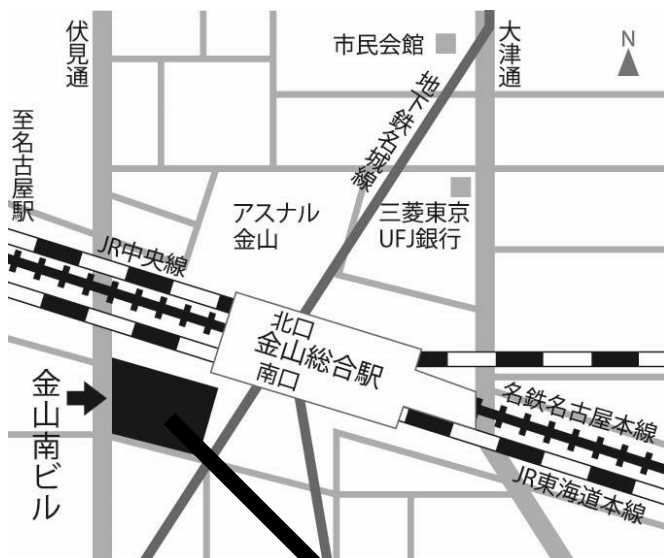 伏見通
市民会館
大津通
N
地下鉄名城線
至名古屋駅
アスナル
金山
三菱東京
UFJ銀行
JR中央線
北口
金山総合駅
南口
金山南ビル
名鉄名古屋本線
JR東海道本線